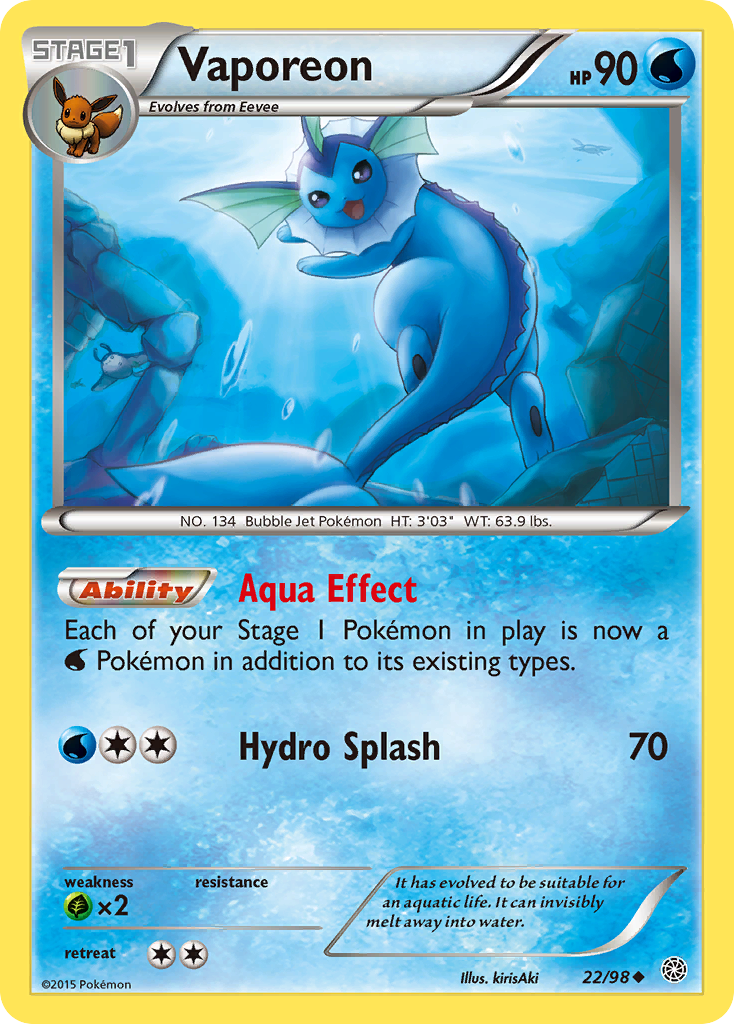 STAGE1
Vaporeon
HP 90
Evolves from Eevee
NO. 134 Bubble Jet Pokémon HT: 3'03" WT: 63.9 lbs.
Ability Aqua Effect
Each of your Stage 1 Pokémon in play is now a
Pokémon in addition to its existing types.
Hydro Splash 70
weakness resistance
×2
It has evolved to be suitable for
an aquatic life. It can invisibly
melt away into water.
retreat
©2015 Pokémon
Illus. kirisAki
22/98